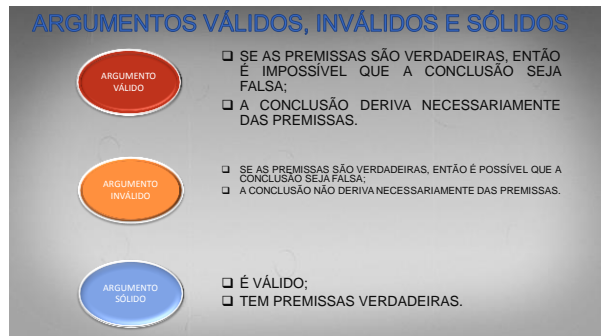 ARGUMENTOS VÁLIDOS, INVÁLIDOS E SÓLIDOS
ARGUMENTO
VÁLIDO
SE AS PREMISSAS SÃO VERDADEIRAS, ENTÃO
É IMPOSSÍVEL QUE A CONCLUSÃO SEJA
FALSA;
A CONCLUSÃO DERIVA NECESSARIAMENTE
DAS PREMISSAS.
ARGUMENTO
INVÁLIDO
SE AS PREMISSAS SÃO VERDADEIRAS, ENTÃO É POSSÍVEL QUE A
CONCLUSÃO SEJA FALSA;
A CONCLUSÃO NÃO DERIVA NECESSARIAMENTE DAS PREMISSAS.
ARGUMENTO
SÓLIDO
É VÁLIDO;
TEM PREMISSAS VERDADEIRAS.